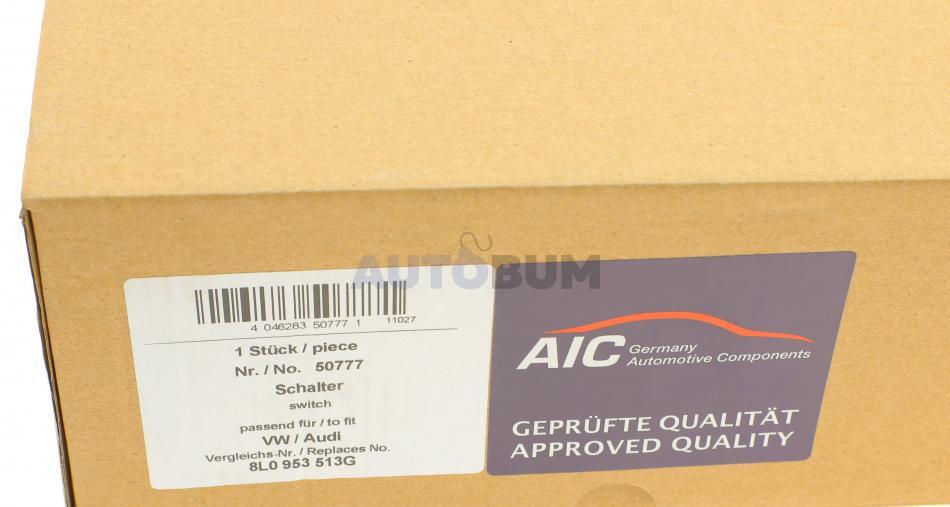 AUTOBUM
4 046283 50777 1 11027
1 Stück / piece
Nr. / No. 50777
Schalter
switch
passend für / to fit
VW / Audi
Vergleichs-Nr. / Replaces No.
8L0 953 513G
AIC Germany
Automotive Components
GEPRÜFTE QUALITÄT
APPROVED QUALITY